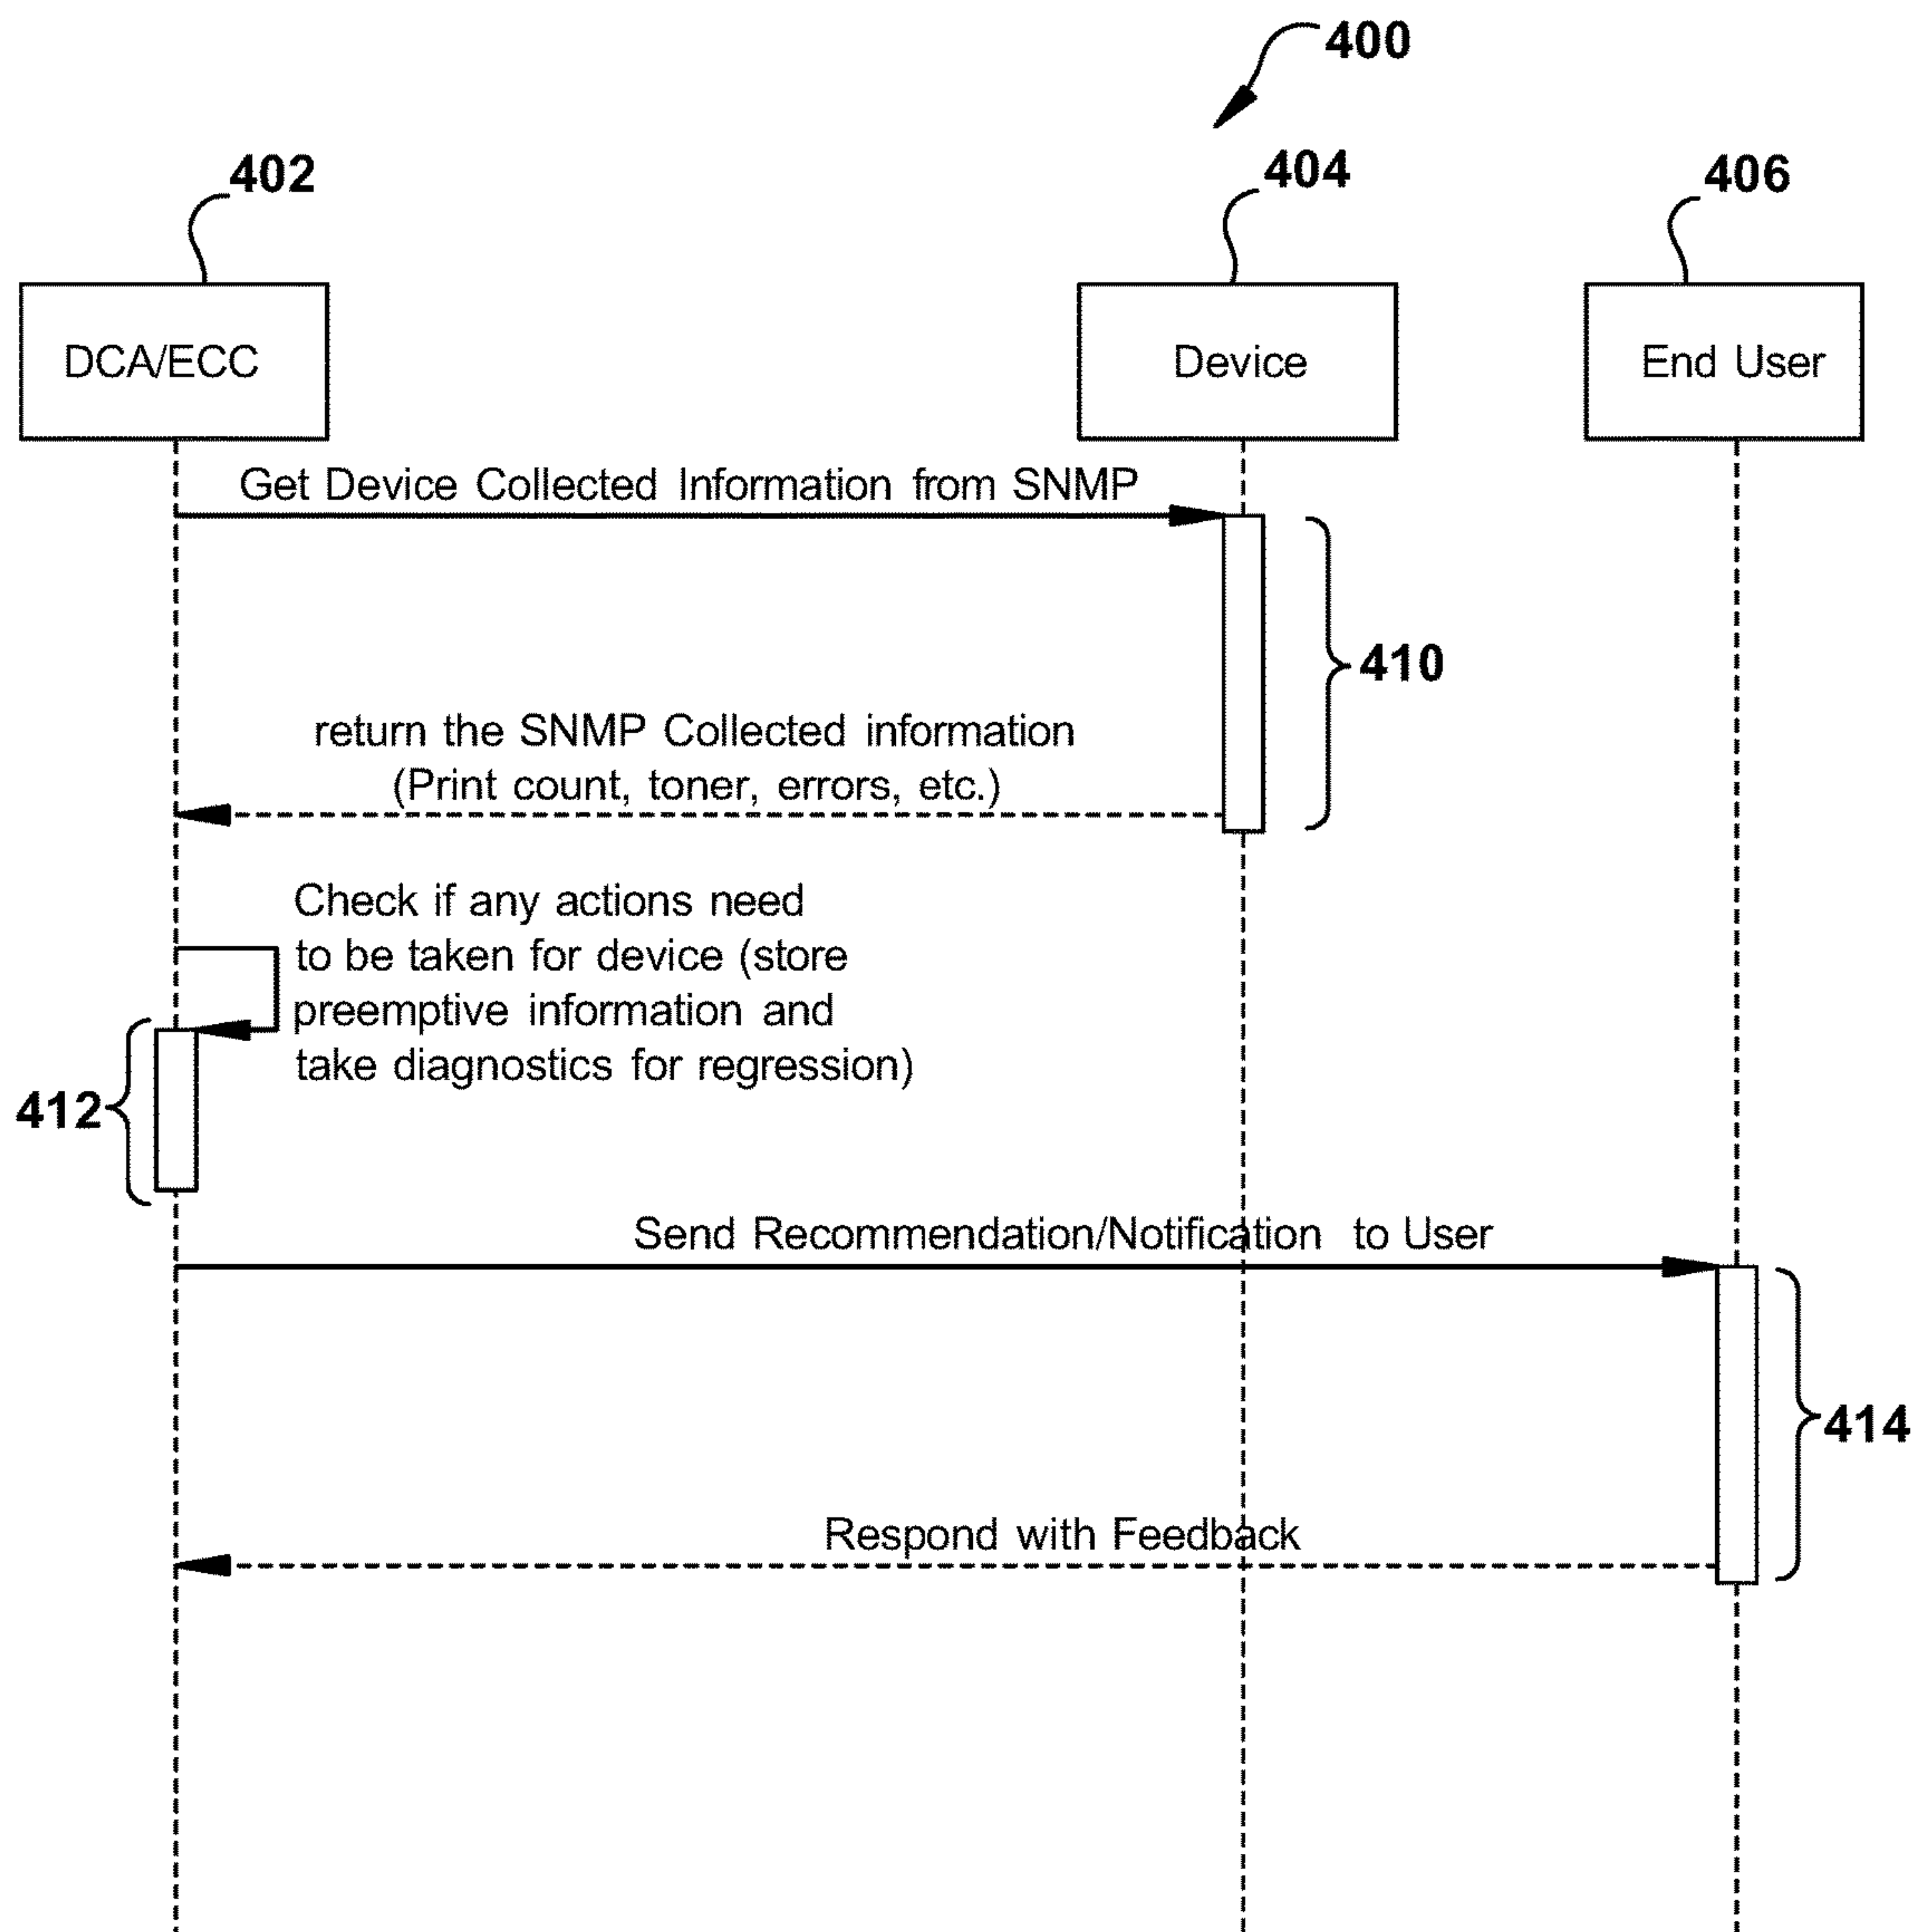 400
402
404
406
DCA/ECC
Device
End User
Get Device Collected Information from SNMP
410
return the SNMP Collected information
(Print count, toner, errors, etc.)
Check if any actions need
to be taken for device (store
preemptive information and
take diagnostics for regression)
412
Send Recommendation/Notification to User
414
Respond with Feedback